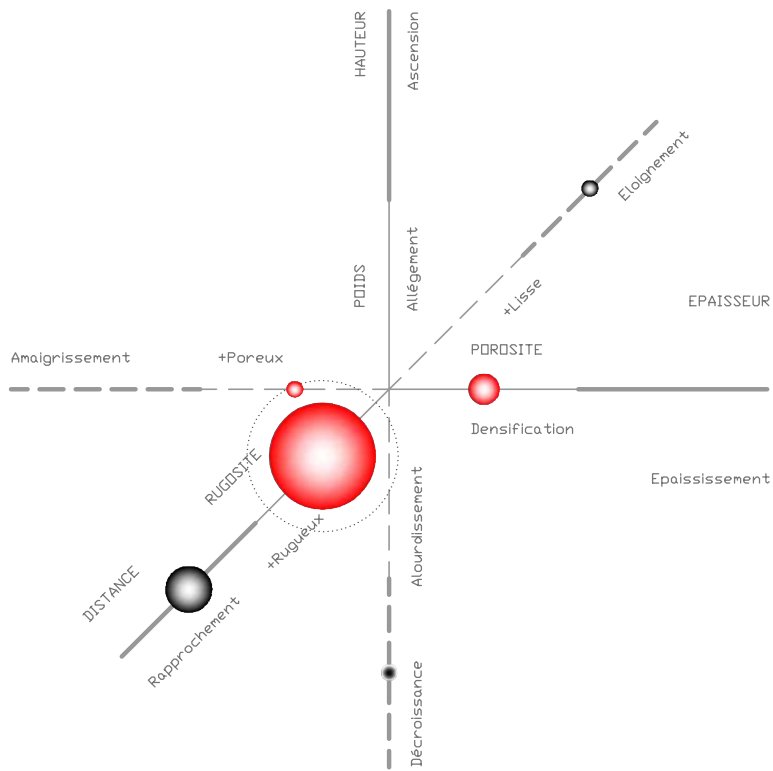 HAUTEUR
Ascension
Eloignement
POIDS
Allégement
+Lisse
EPAISSEUR
Amaigrissement
+Poreux
POROSITE
Densification
RUGOSITE
+Rugueux
Alourdissement
Epaississement
DISTANCE
Rapprochement
Décroissance